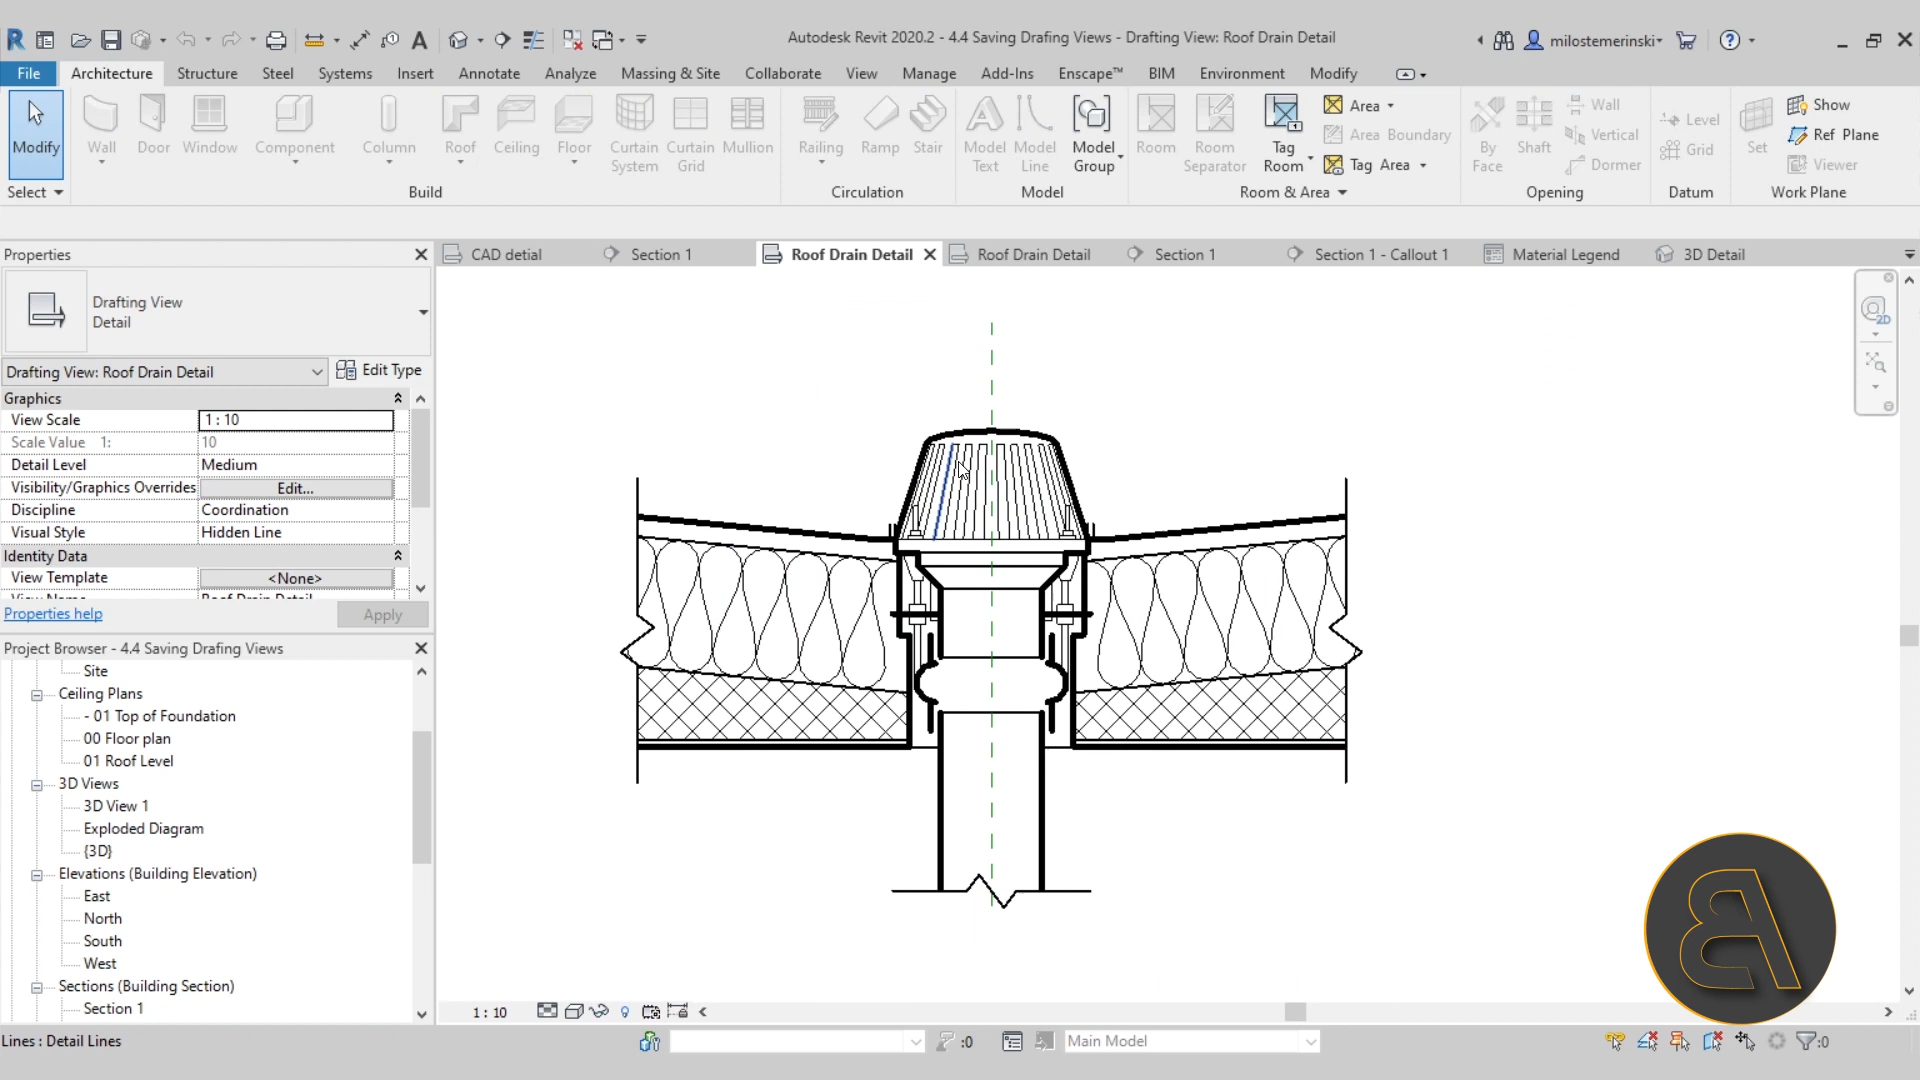 Autodesk Revit 2020.2 - 4.4 Saving Drafing Views - Drafting View: Roof Drain Detail
milostemerinski
File Architecture Structure Steel Systems Insert Annotate Analyze Massing & Site Collaborate View Manage Add-Ins Enscape™ BIM Environment Modify
Modify
Wall
Door
Window
Component
Column
Roof
Ceiling
Floor
Curtain System
Curtain Grid
Mullion
Railing
Ramp
Stair
Model Text
Model Line
Model Group
Room
Room Separator
Tag Room
Area
Area Boundary
Tag Area
By Face
Shaft
Wall
Vertical
Dormer
Level
Grid
Set
Show
Ref Plane
Viewer
Select
Build
Circulation
Model
Room & Area
Opening
Datum
Work Plane
Properties
CAD detial
Section 1
Roof Drain Detail
Roof Drain Detail
Section 1
Section 1 - Callout 1
Material Legend
3D Detail
Drafting View
Detail
Drafting View: Roof Drain Detail
Edit Type
Graphics
View Scale 1 : 10
Scale Value 1: 10
Detail Level Medium
Visibility/Graphics Overrides Edit...
Discipline Coordination
Visual Style Hidden Line
Identity Data
View Template <None>
View Name Roof Drain Detail
Properties help
Apply
2D
Project Browser - 4.4 Saving Drafing Views
Site
Ceiling Plans
- 01 Top of Foundation
00 Floor plan
01 Roof Level
3D Views
3D View 1
Exploded Diagram
{3D}
Elevations (Building Elevation)
East
North
South
West
Sections (Building Section)
Section 1
1 : 10
Lines : Detail Lines
:0
Main Model
:0